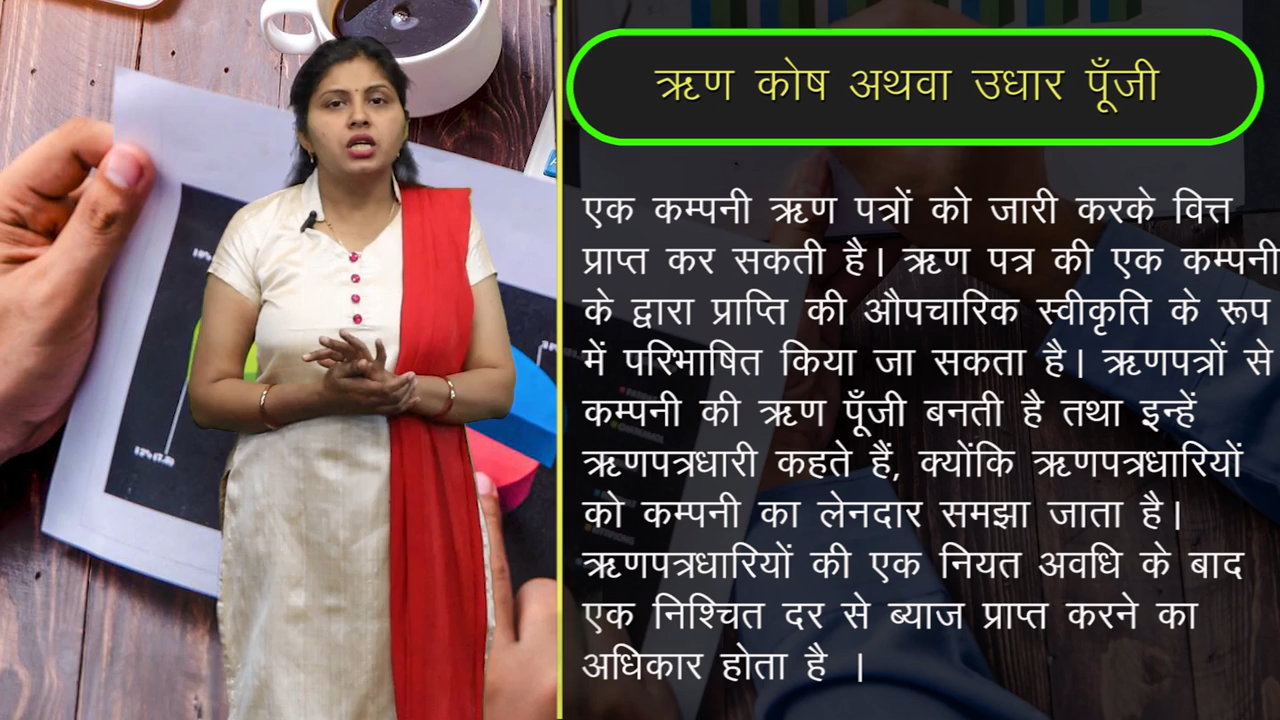 ऋण कोष अथवा उधार पूँजी
एक कम्पनी ऋण पत्रों को जारी करके वित्त
प्राप्त कर सकती है। ऋण पत्र की एक कम्पनी
के द्वारा प्राप्ति की औपचारिक स्वीकृति के रूप
में परिभाषित किया जा सकता है। ऋणपत्रों से
कम्पनी की ऋण पूँजी बनती है तथा इन्हें
ऋणपत्रधारी कहते हैं, क्योंकि ऋणपत्रधारियों
को कम्पनी का लेनदार समझा जाता है।
ऋणपत्रधारियों की एक नियत अवधि के बाद
एक निश्चित दर से ब्याज प्राप्त करने का
अधिकार होता है ।